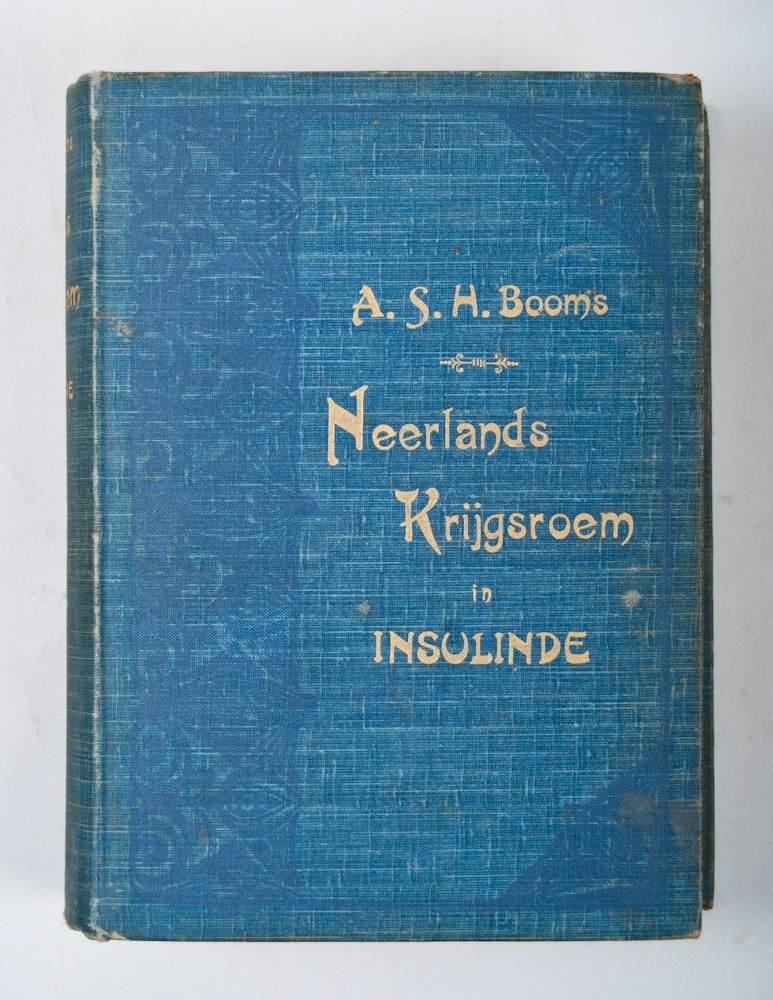 A. S. H. Booms
Neerlands
Krijgsroem
in
INSULINDE